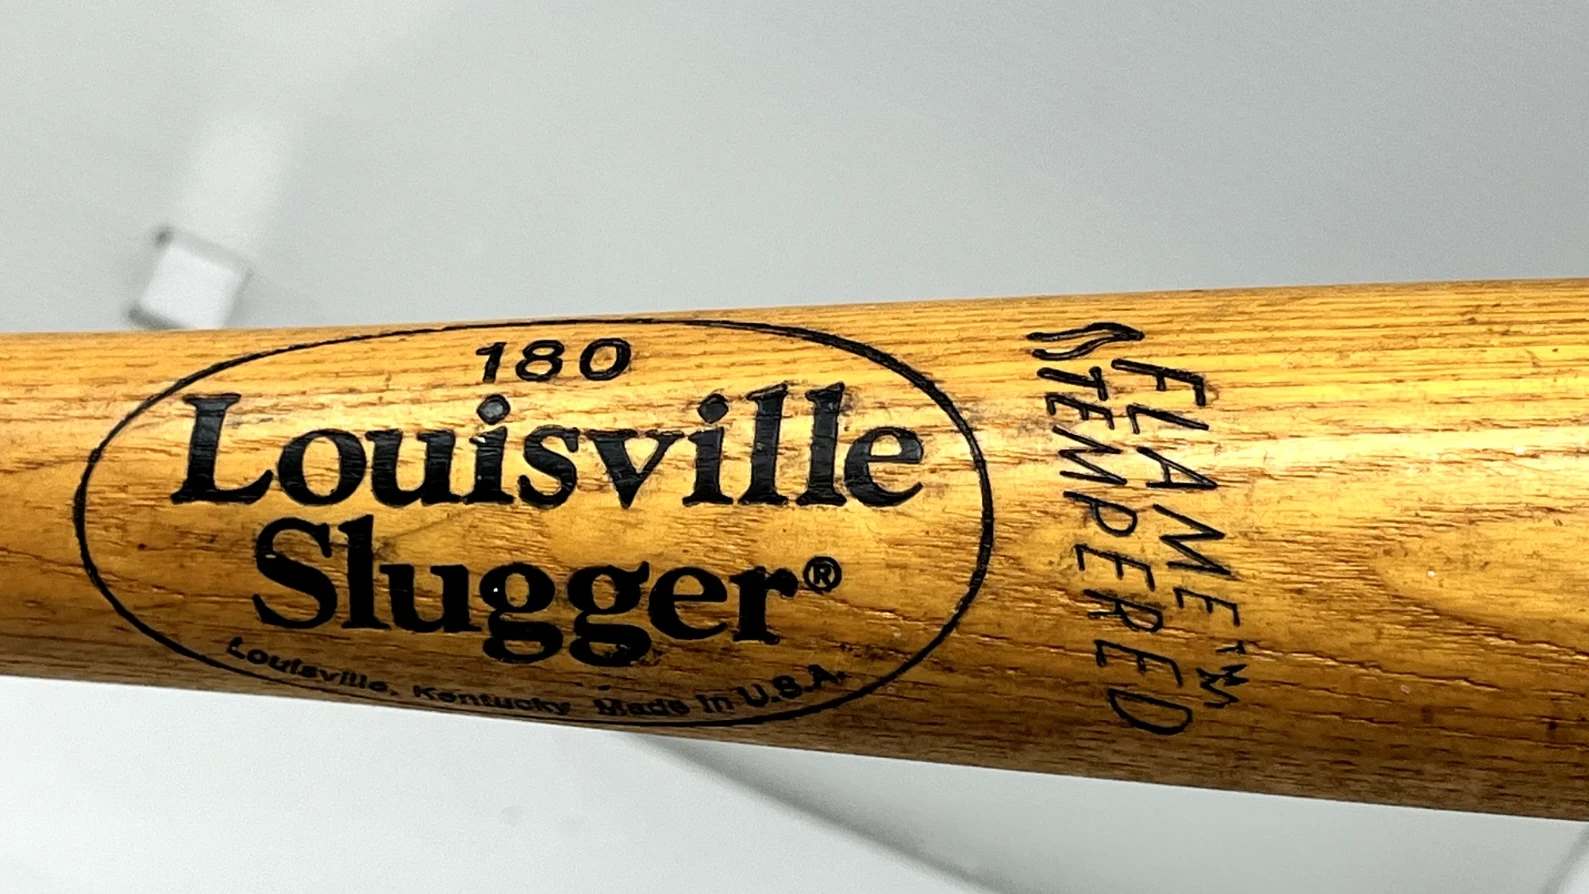 180
Louisville
Slugger®
Louisville, Kentucky Made In U.S.A.
FLAME™
TEMPERED